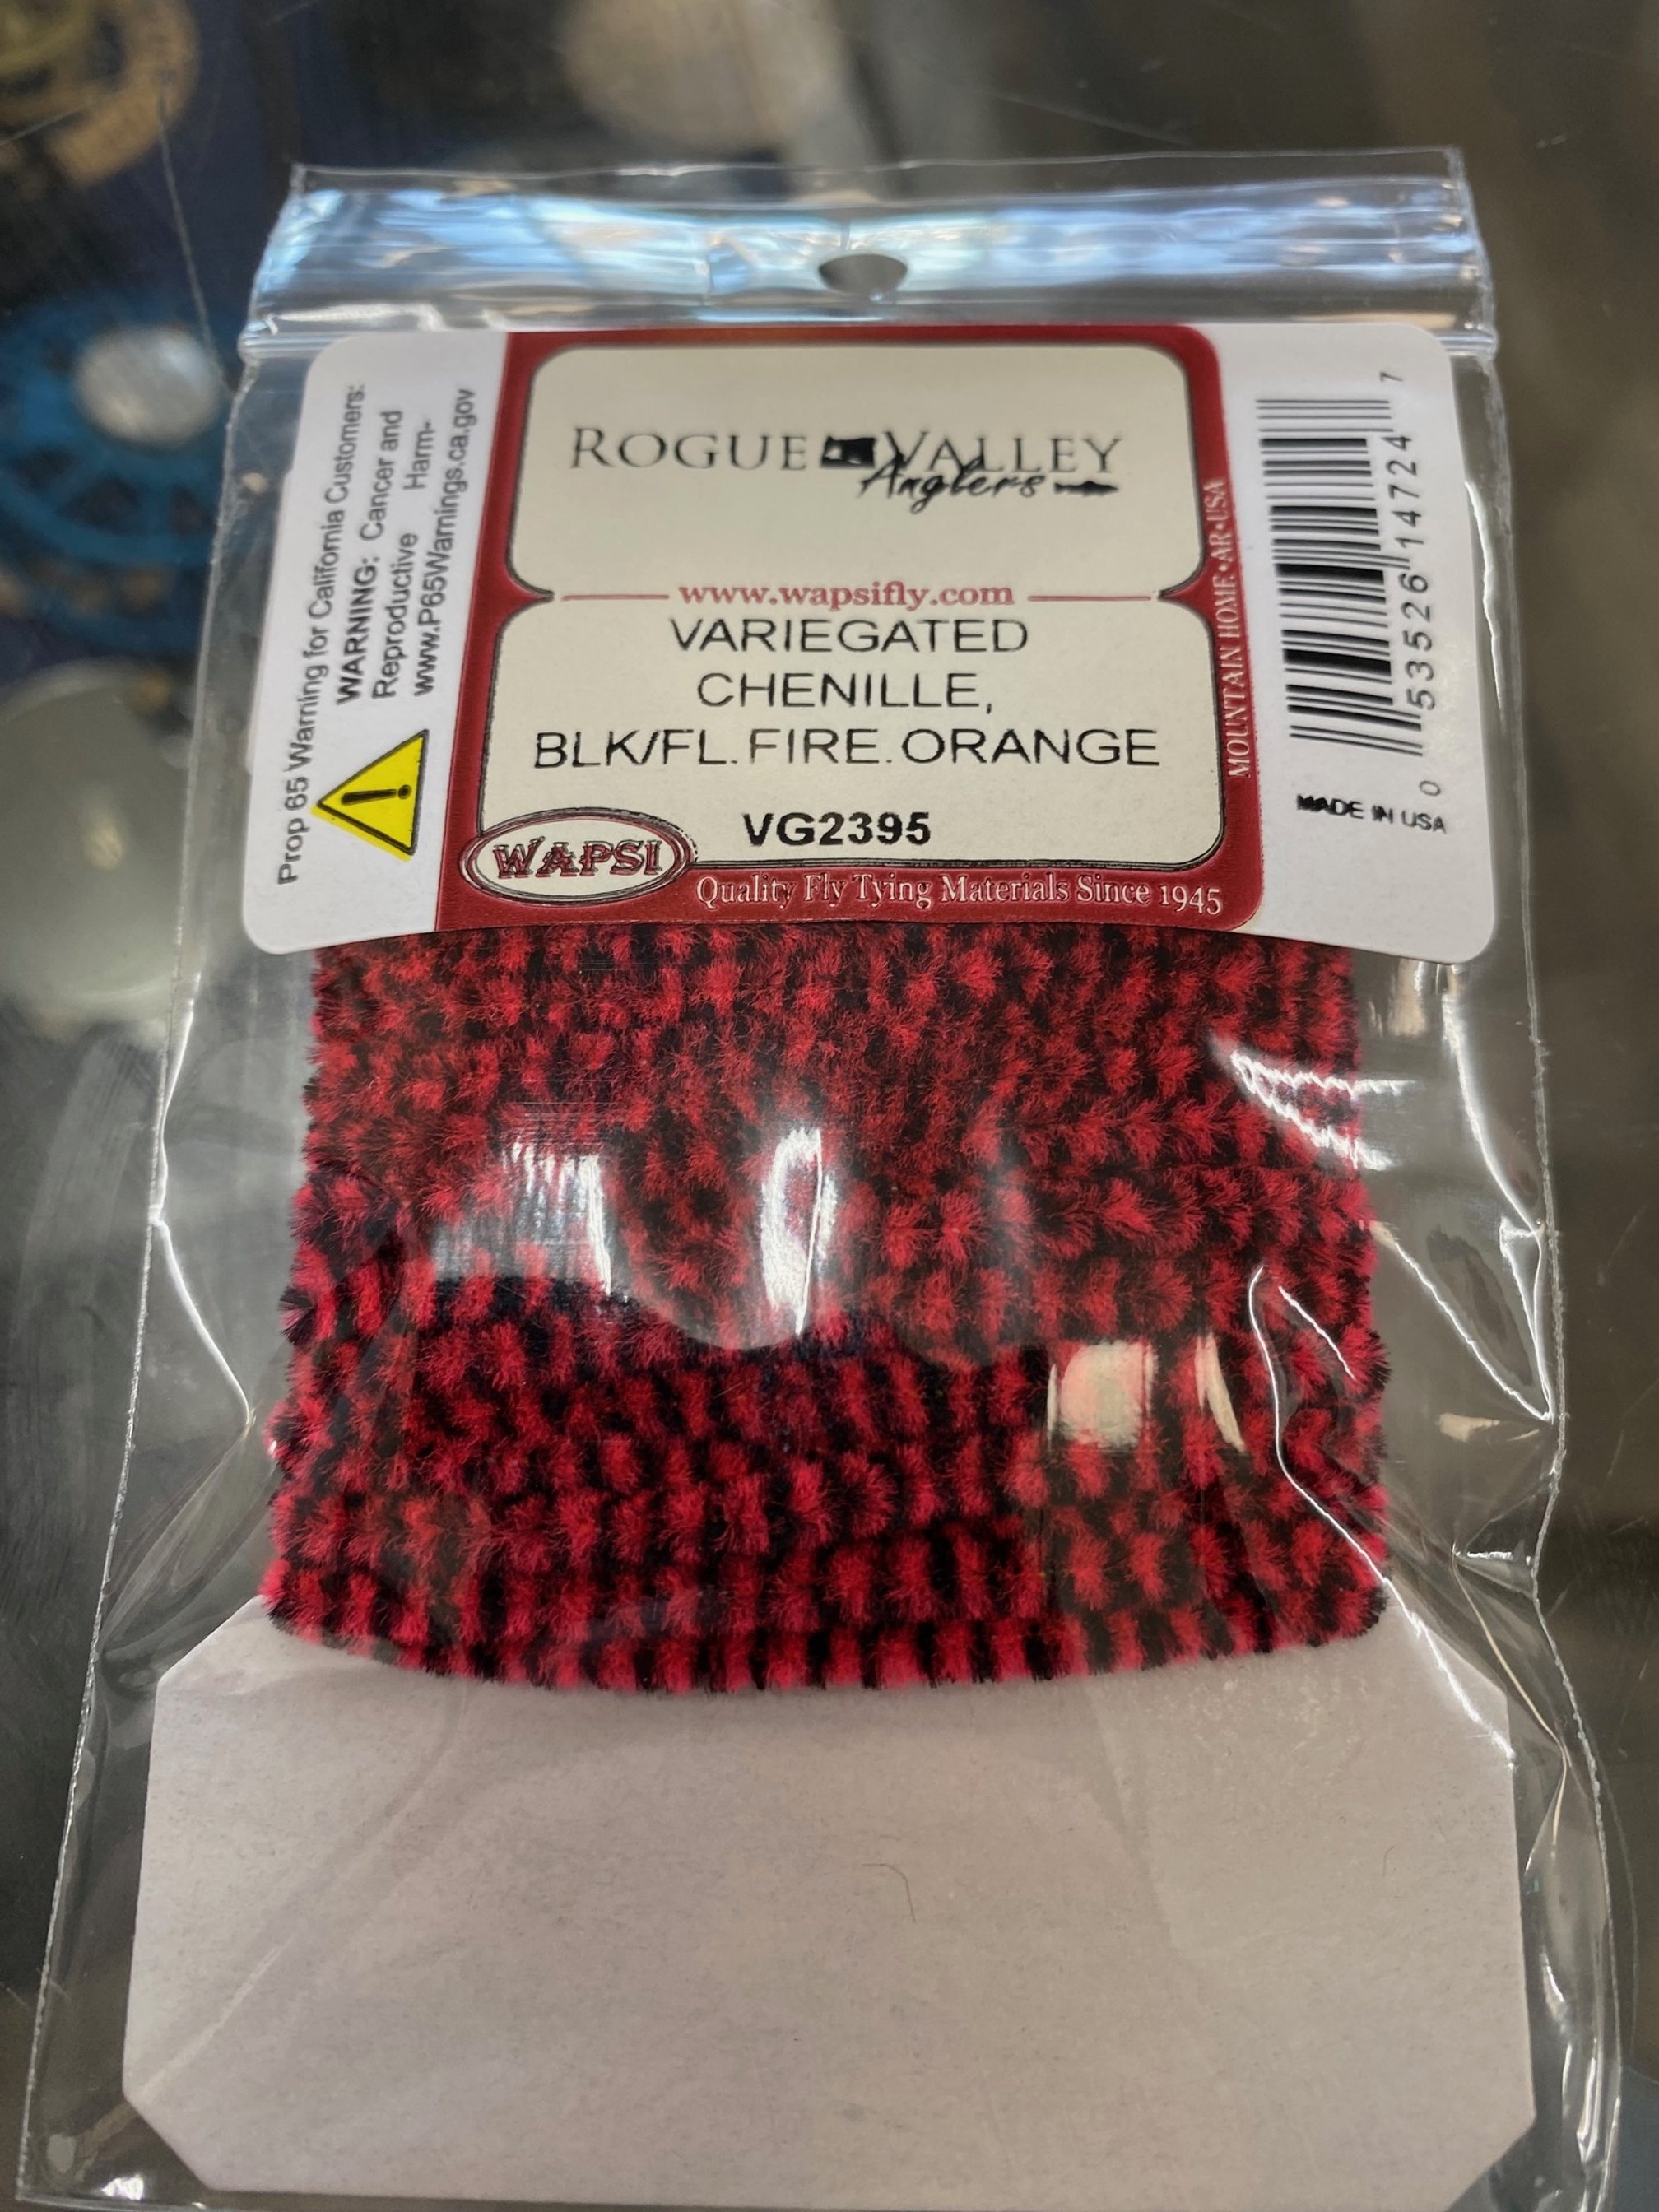 Prop 65 Warning for California Customers:
WARNING: Cancer and
Reproductive Harm-
www.P65Warnings.ca.gov
ROGUE VALLEY
Anglers
www.wapsifly.com
VARIEGATED
CHENILLE,
BLK/FL.FIRE.ORANGE
VG2395
WAPSI
Quality Fly Tying Materials Since 1945
MOUNTAIN HOME•AR•USA
0 53526 14724 7
MADE IN USA